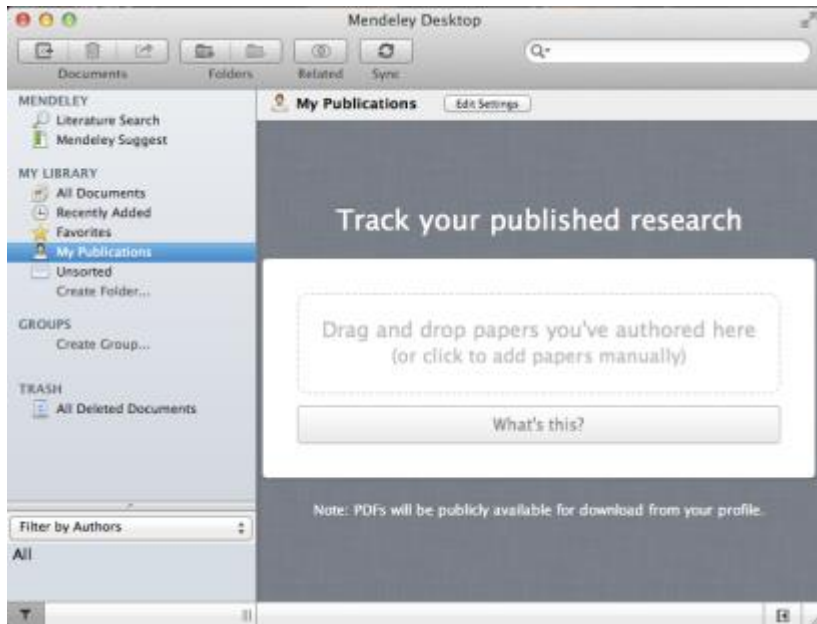 Mendeley Desktop
Documents Folders Related Sync
MENDELEY
Literature Search
Mendeley Suggest
MY LIBRARY
All Documents
Recently Added
Favorites
My Publications
Unsorted
Create Folder...
GROUPS
Create Group...
TRASH
All Deleted Documents
Filter by Authors
All
My Publications Edit Settings
Track your published research
Drag and drop papers you've authored here
(or click to add papers manually)
What's this?
Note: PDFs will be publicly available for download from your profile.